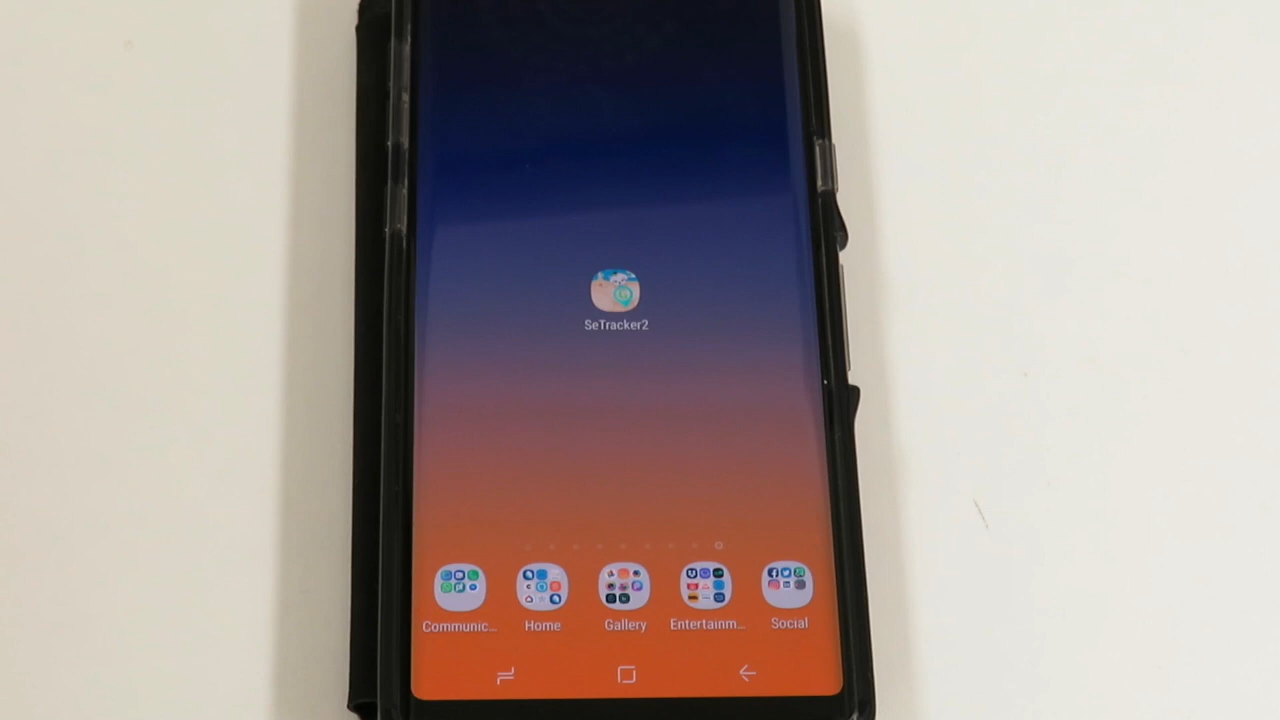 SeTracker2
Communic...
Home
Gallery
Entertainm...
Social